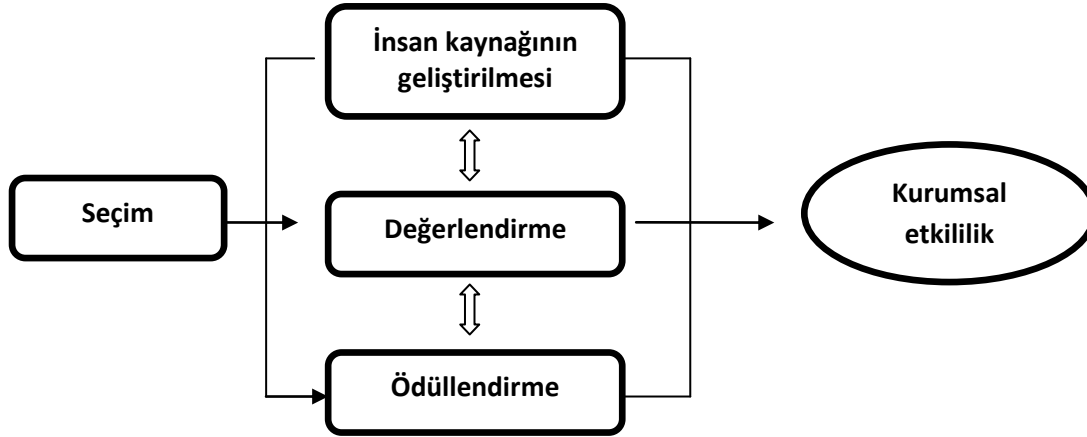 İnsan kaynağının
geliştirilmesi
Seçim
Değerlendirme
Kurumsal
etkililik
Ödüllendirme